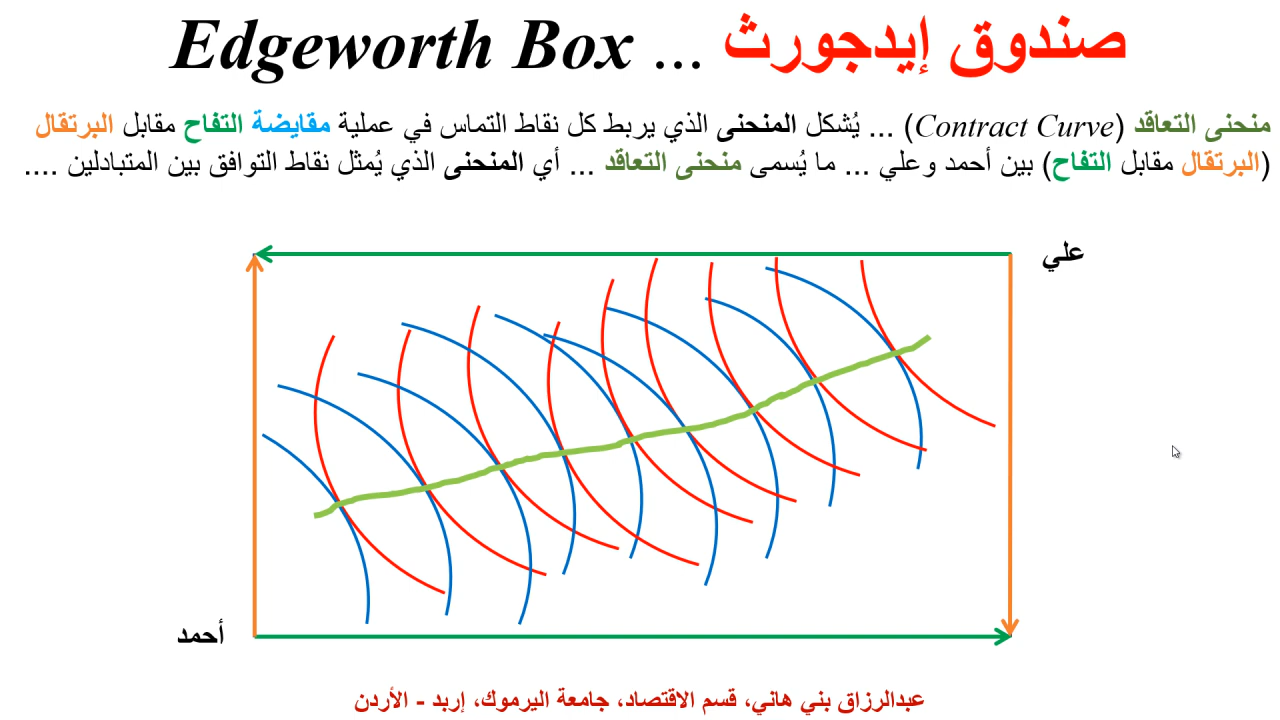 صندوق إيدجورث ... Edgeworth Box
منحنى التعاقد (Contract Curve) ... يُشكل المنحنى الذي يربط كل نقاط التماس في عملية مقايضة التفاح مقابل البرتقال
(البرتقال مقابل التفاح) بين أحمد وعلي ... ما يُسمى منحنى التعاقد ... أي المنحنى الذي يُمثل نقاط التوافق بين المتبادلين ....
علي
أحمد
عبدالرزاق بني هاني، قسم الاقتصاد، جامعة اليرموك، إربد - الأردن